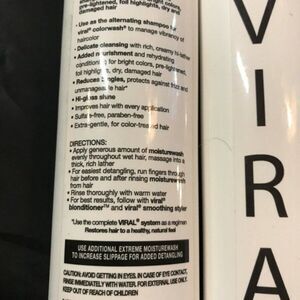 bright colors,
pre-lightened, foil highlights, dry and
damaged hair
• Use as the alternating shampoo for
viral® colorwash® to manage vibrancy of
haircolor
• Delicate cleansing with rich, creamy hi-lather
• Added nourishment and rehydrating
conditioning for bright colors, pre-lightened,
foil highlights, dry, damaged hair
• Reduces tangles, protects against frizz and
unmanageable hair*
• Hi-gloss shine
• Improves hair with every application
• Sulfate-free, paraben-free
• Extra-gentle, for color-treated hair
DIRECTIONS:
• Apply generous amount of moisturewash
evenly throughout wet hair, massage into a
thick, rich lather
• For easiest detangling, run fingers through
hair before and after rinsing moisturewash
from hair
• Rinse thoroughly with warm water
• For best results, follow with viral®
blonditioner™ and viral® smoothing styler
*Use the complete VIRAL® system as a regimen
Restores hair to a healthy, natural feel
USE ADDITIONAL EXTREME MOISTUREWASH
TO INCREASE SLIPPAGE FOR ADDED DETANGLING
CAUTION: AVOID GETTING IN EYES. IN CASE OF EYE CONTACT,
RINSE IMMEDIATELY WITH WATER. FOR EXTERNAL USE ONLY.
KEEP OUT OF REACH OF CHILDREN
VIRA